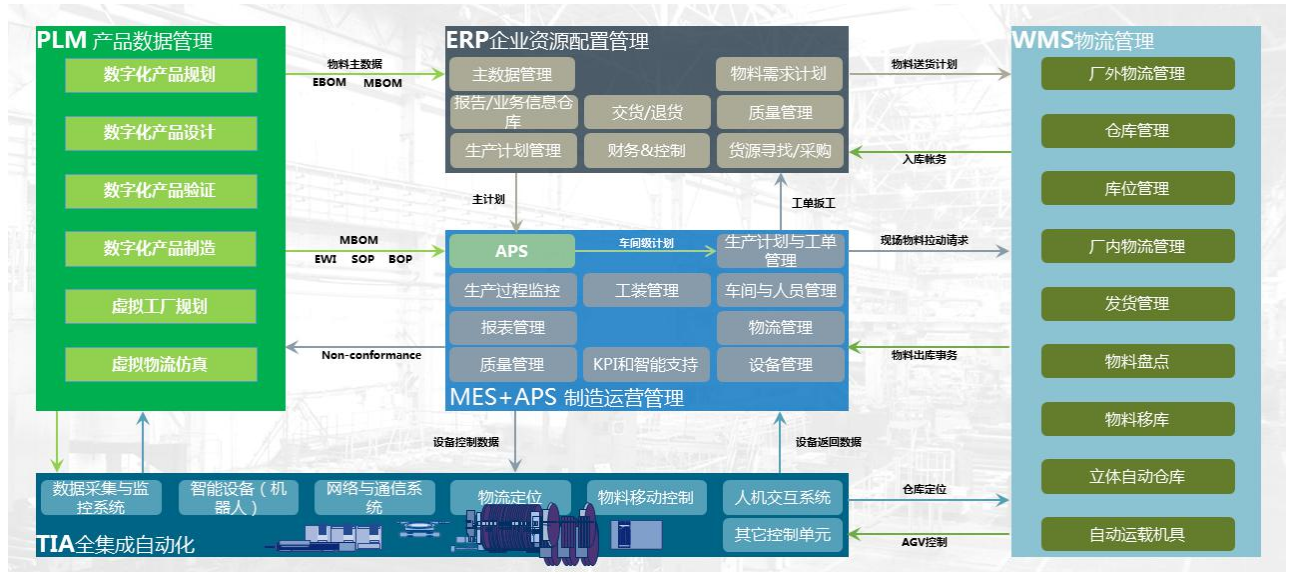 PLM 产品数据管理
数字化产品规划
数字化产品设计
数字化产品验证
数字化产品制造
虚拟工厂规划
虚拟物流仿真
物料主数据
EBOM MBOM
MBOM
EWI SOP BOP
Non-conformance
ERP企业资源配置管理
主数据管理
物料需求计划
报告/业务信息仓
库
交货/退货
质量管理
生产计划管理
财务&控制
货源寻找/采购
主计划
工单扳工
APS
车间级计划
生产计划与工单
管理
生产过程监控
工装管理
车间与人员管理
报表管理
物流管理
质量管理
KPI和智能支持
设备管理
MES+APS 制造运营管理
设备控制数据
设备返回数据
物料送货计划
入库帐务
现场物料拉动请求
物料出库事务
仓库定位
AGV控制
WMS物流管理
厂外物流管理
仓库管理
库位管理
厂内物流管理
发货管理
物料盘点
物料移库
立体自动仓库
自动运载机具
数据采集与监
控系统
智能设备（机
器人）
网络与通信系
统
物流定位
物料移动控制
人机交互系统
其它控制单元
TIA全集成自动化